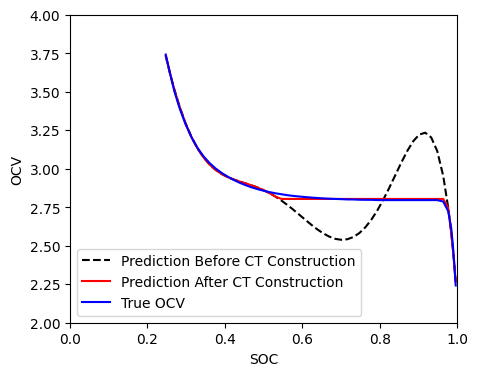 4.00
3.75
3.50
3.25
3.00
2.75
2.50
2.25
2.00
OCV
Prediction Before CT Construction
Prediction After CT Construction
True OCV
0.0 0.2 0.4 0.6 0.8 1.0
SOC